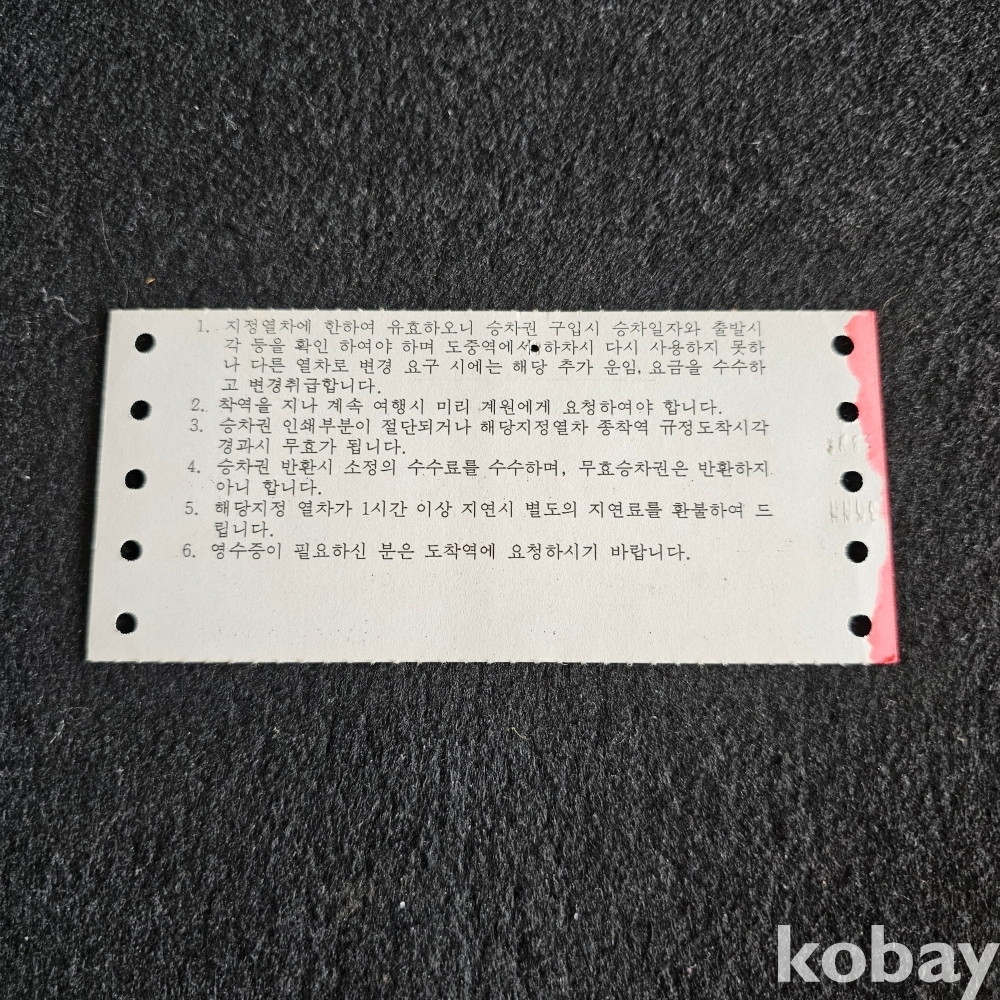 1. 지정열차에 한하여 유효하오니 승차권 구입시 승차일자와 출발시
각 등을 확인 하여야 하며 도중역에서 하차시 다시 사용하지 못하
나 다른 열차로 변경 요구 시에는 해당 추가 운임, 요금을 수수하
고 변경취급합니다.
2. 착역을 지나 계속 여행시 미리 계원에게 요청하여야 합니다.
3. 승차권 인쇄부분이 절단되거나 해당지정열차 종착역 규정도착시각
경과시 무효가 됩니다.
4. 승차권 반환시 소정의 수수료를 수수하며, 무효승차권은 반환하지
아니 합니다.
5. 해당지정 열차가 1시간 이상 지연시 별도의 지연료를 환불하여 드
립니다.
6. 영수증이 필요하신 분은 도착역에 요청하시기 바랍니다.
kobay